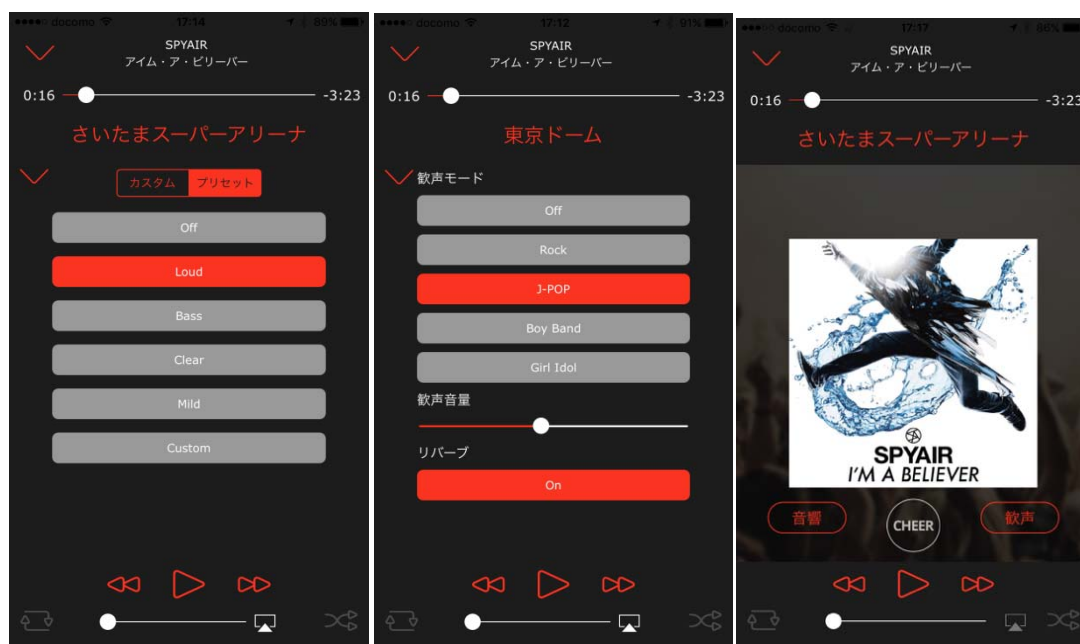 docomo 17:14 89%
SPYAIR
アイム・ア・ビリーバー
0:16 -3:23
さいたまスーパーアリーナ
カスタム プリセット
Off
Loud
Bass
Clear
Mild
Custom
docomo 17:12 91%
SPYAIR
アイム・ア・ビリーバー
0:16 -3:23
東京ドーム
歓声モード
Off
Rock
J-POP
Boy Band
Girl Idol
歓声音量
リバーブ
On
docomo 17:17 86%
SPYAIR
アイム・ア・ビリーバー
0:16 -3:23
さいたまスーパーアリーナ
SPYAIR
I'M A BELIEVER
音響 CHEER 歓声